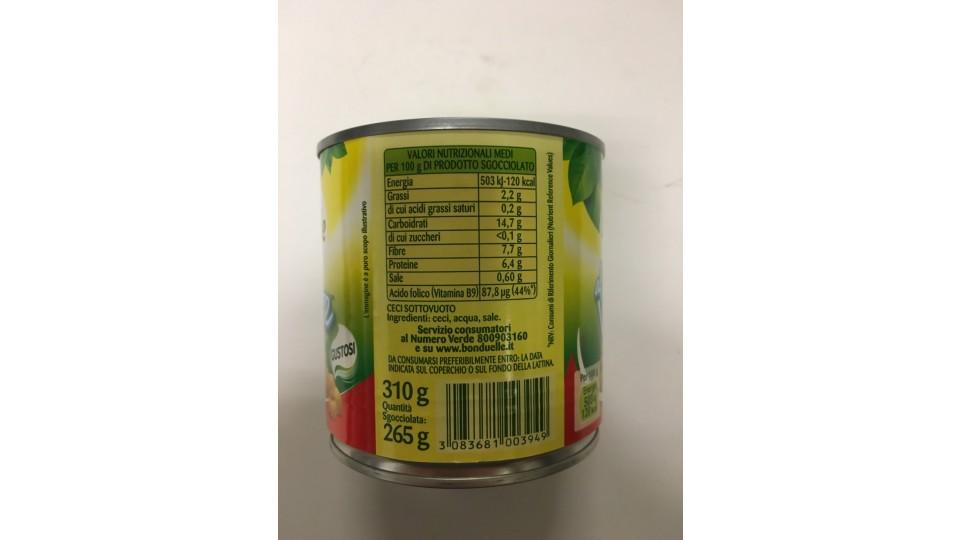 L'immagine è a puro scopo illustrativo
GUSTOSI
VALORI NUTRIZIONALI MEDI
PER 100 g DI PRODOTTO SGOCCIOLATO
Energia 503 kJ-120 kcal
Grassi 2,2 g
di cui acidi grassi saturi 0,2 g
Carboidrati 14,7 g
di cui zuccheri <0,1 g
Fibre 7,7 g
Proteine 6,4 g
Sale 0,60 g
Acido folico (Vitamina B9) 87,8 µg (44%*)
CECI SOTTOVUOTO
Ingredienti: ceci, acqua, sale.
Servizio consumatori
al Numero Verde 800903160
e su www.bonduelle.it
DA CONSUMARSI PREFERIBILMENTE ENTRO: LA DATA
INDICATA SUL COPERCHIO O SUL FONDO DELLA LATTINA.
310 g
Quantità
Sgocciolata:
265 g
3 083681 003949
*NRV: Consumi di Riferimento Giornalieri (Nutrient Reference Values)